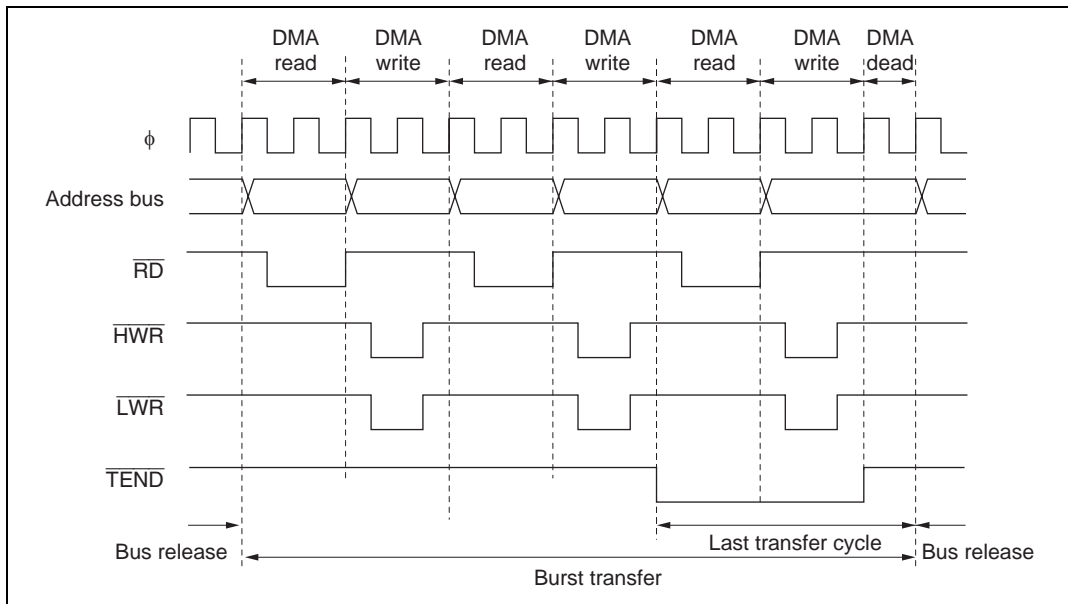 DMA read
DMA write
DMA read
DMA write
DMA read
DMA write
DMA dead
φ
Address bus
RD
HWR
LWR
TEND
Bus release
Last transfer cycle
Bus release
Burst transfer